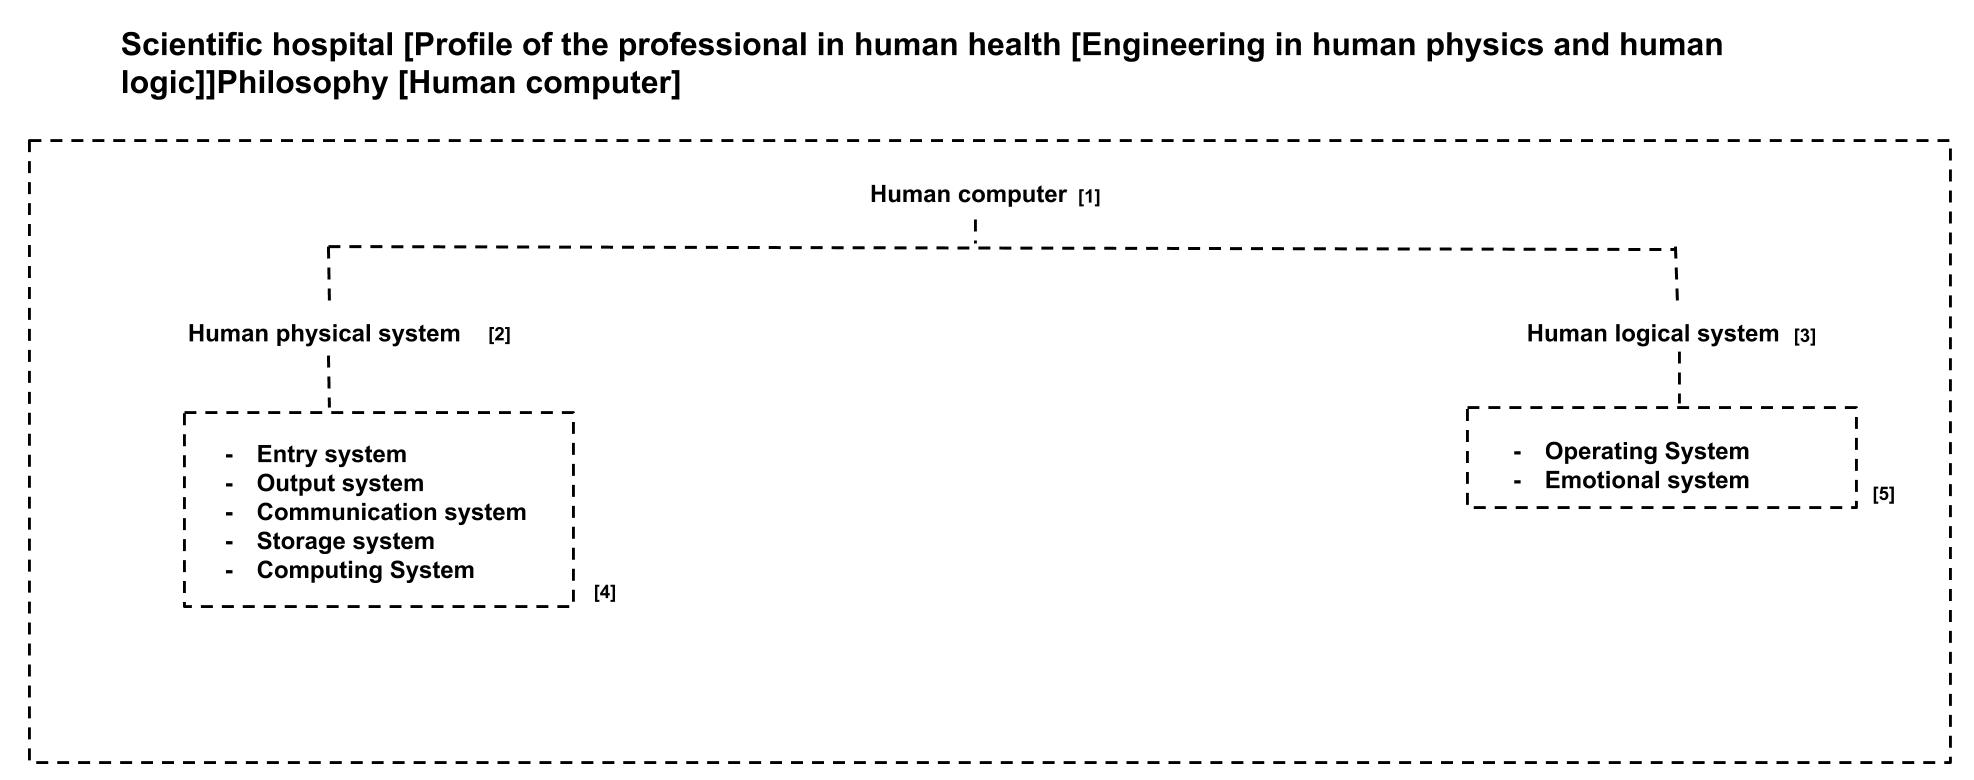 Scientific hospital [Profile of the professional in human health [Engineering in human physics and human
logic]]Philosophy [Human computer]
Human computer [1]
Human physical system [2]
Human logical system [3]
- Entry system
- Output system
- Communication system
- Storage system
- Computing System
[4]
- Operating System
- Emotional system
[5]